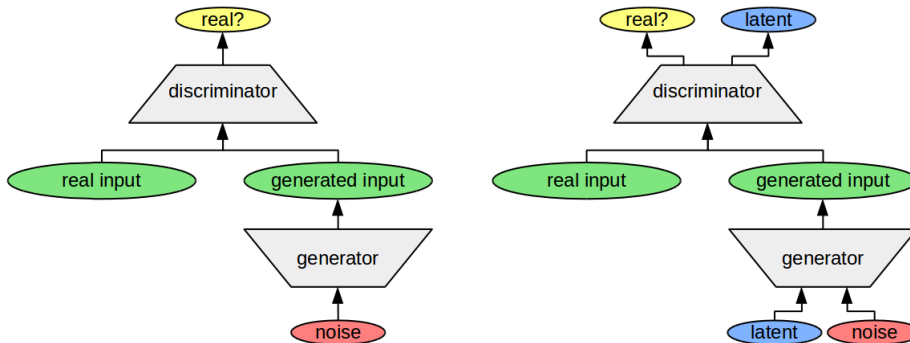 real?
discriminator
real input
generated input
generator
noise
real?
latent
discriminator
real input
generated input
generator
latent
noise